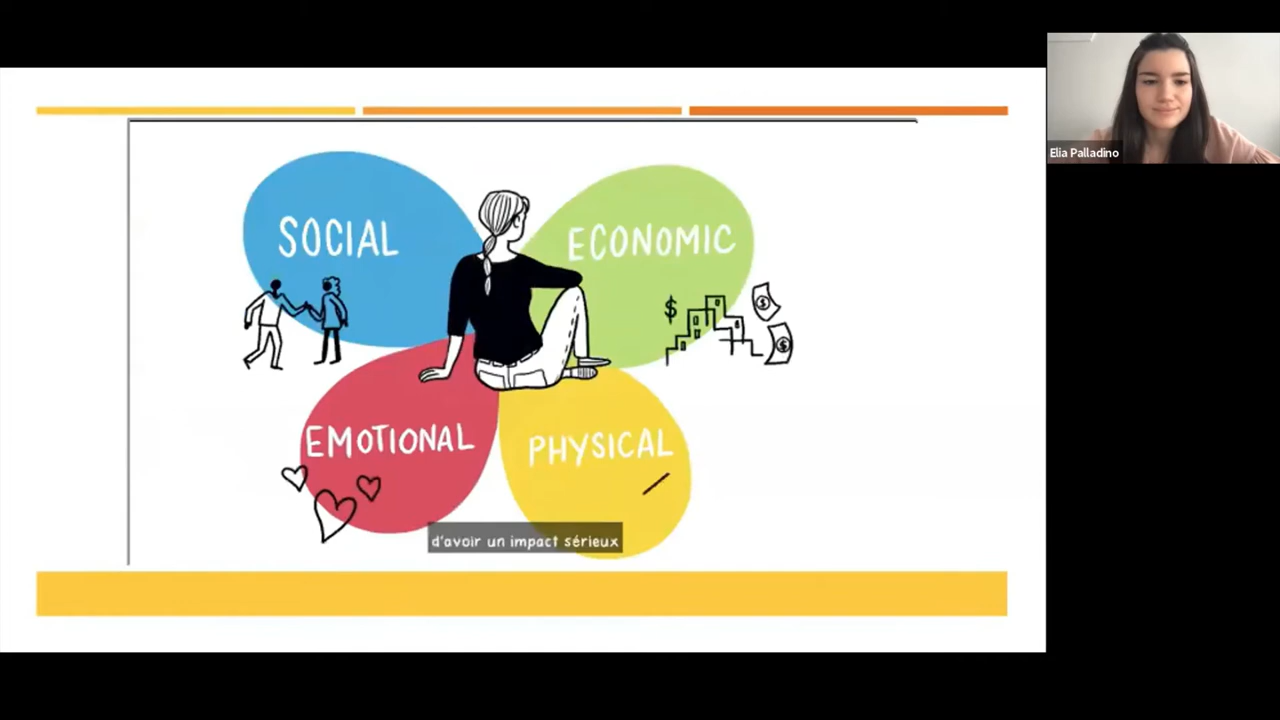 Elia Palladino
SOCIAL
ECONOMIC
$
$
$
EMOTIONAL
PHYSICAL
d'avoir un impact sérieux